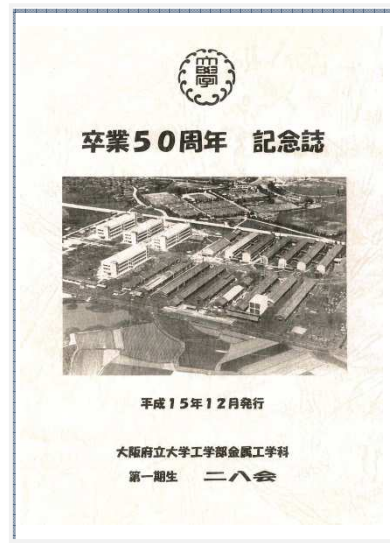 大學
卒業50周年 記念誌
平成15年12月発行
大阪府立大学工学部金属工学科
第一期生 二八会